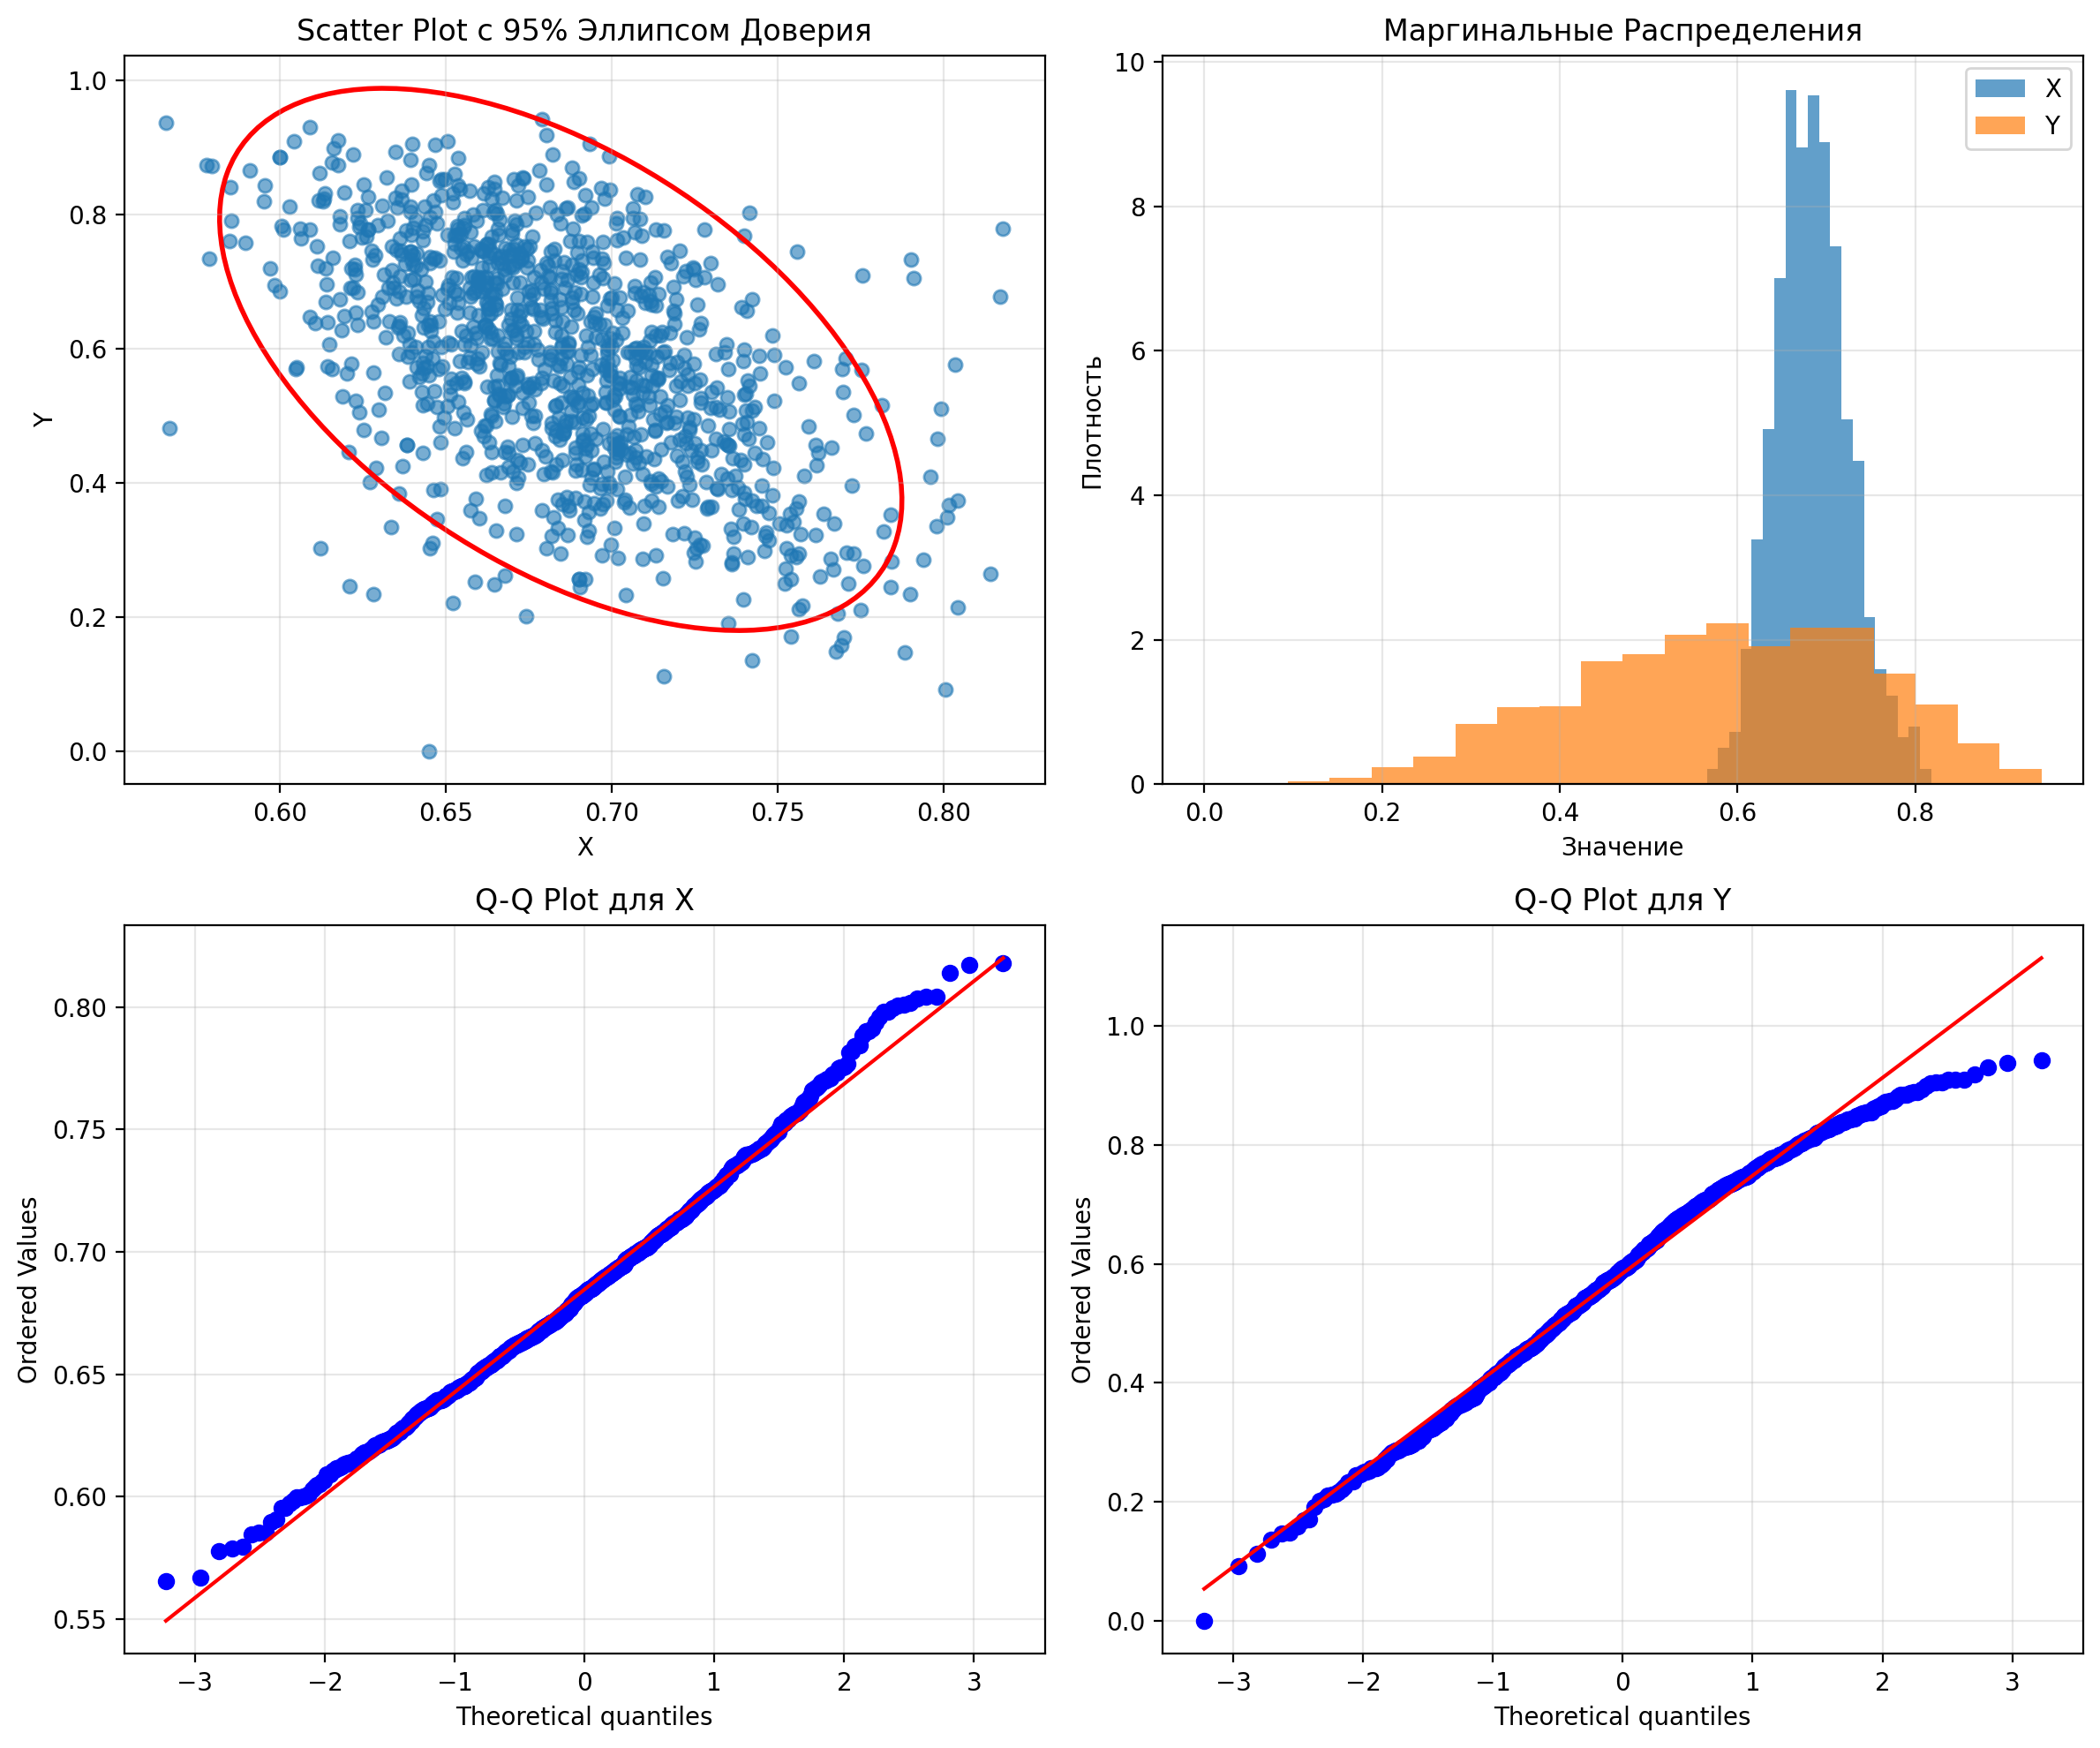 Scatter Plot с 95% Эллипсом Доверия
1.0
0.8
0.6
0.4
0.2
0.0
Y
0.60 0.65 0.70 0.75 0.80
X
Маргинальные Распределения
10
8
6
4
2
0
Плотность
X
Y
0.0 0.2 0.4 0.6 0.8
Значение
Q-Q Plot для X
0.80
0.75
0.70
0.65
0.60
0.55
Ordered Values
−3 −2 −1 0 1 2 3
Theoretical quantiles
Q-Q Plot для Y
1.0
0.8
0.6
0.4
0.2
0.0
Ordered Values
−3 −2 −1 0 1 2 3
Theoretical quantiles